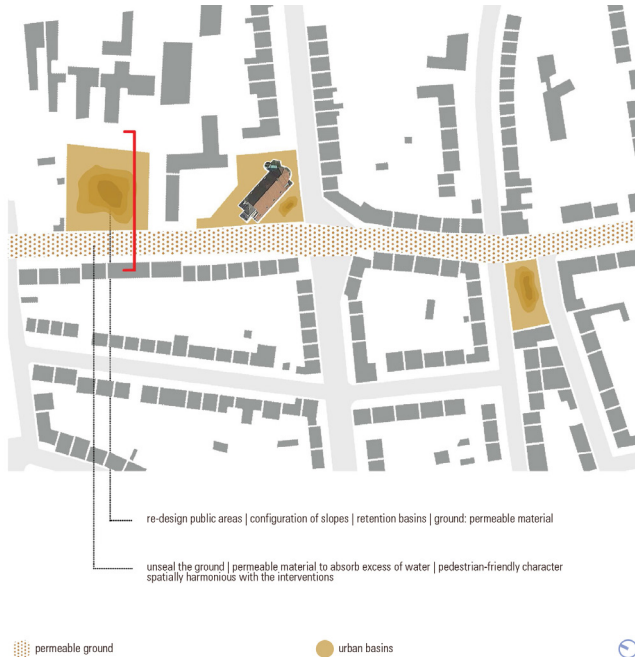 re-design public areas | configuration of slopes | retention basins | ground: permeable material
unseal the ground | permeable material to absorb excess of water | pedestrian-friendly character
spatially harmonious with the interventions
permeable ground
urban basins